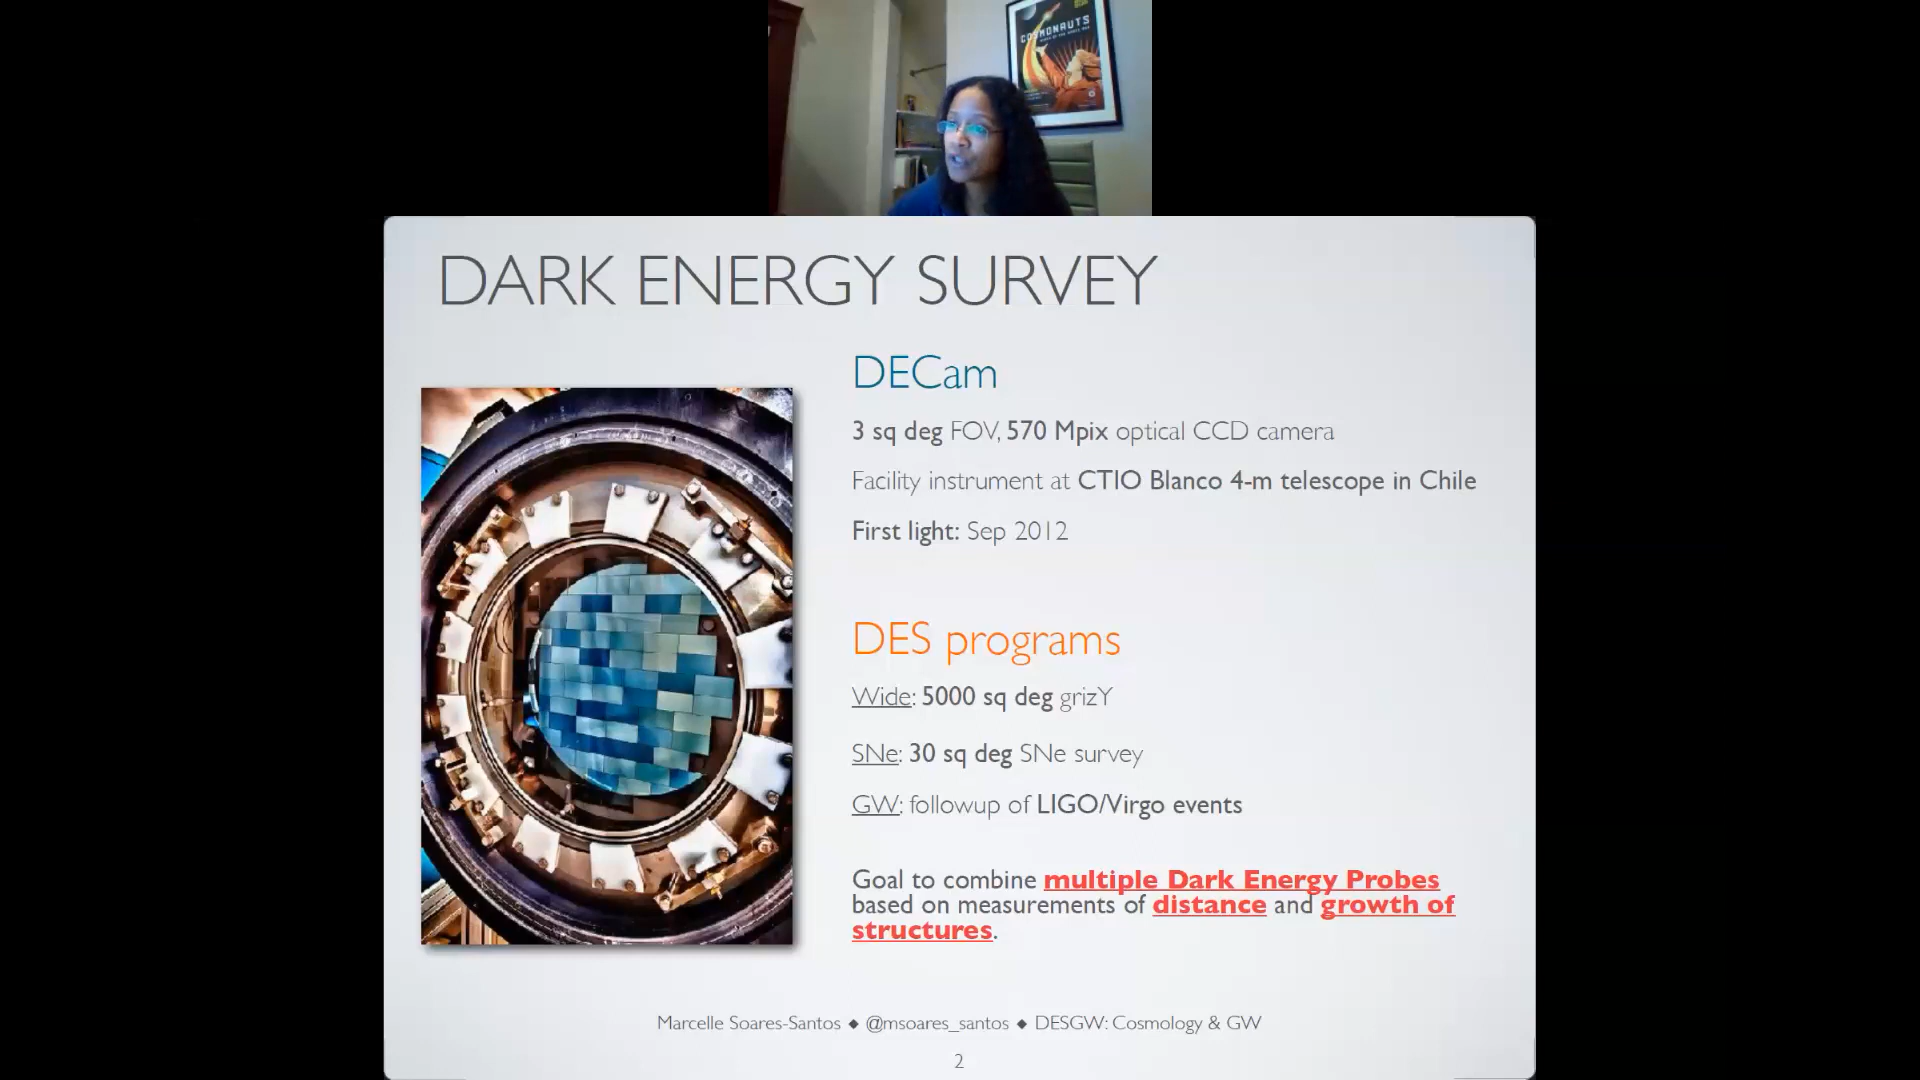 COSMONAUTS
DARK ENERGY SURVEY
DECam
3 sq deg FOV, 570 Mpix optical CCD camera
Facility instrument at CTIO Blanco 4-m telescope in Chile
First light: Sep 2012
DES programs
Wide: 5000 sq deg grizY
SNe: 30 sq deg SNe survey
GW: followup of LIGO/Virgo events
Goal to combine multiple Dark Energy Probes
based on measurements of distance and growth of
structures.
Marcelle Soares-Santos ◆ @msoares_santos ◆ DESGW: Cosmology & GW
2